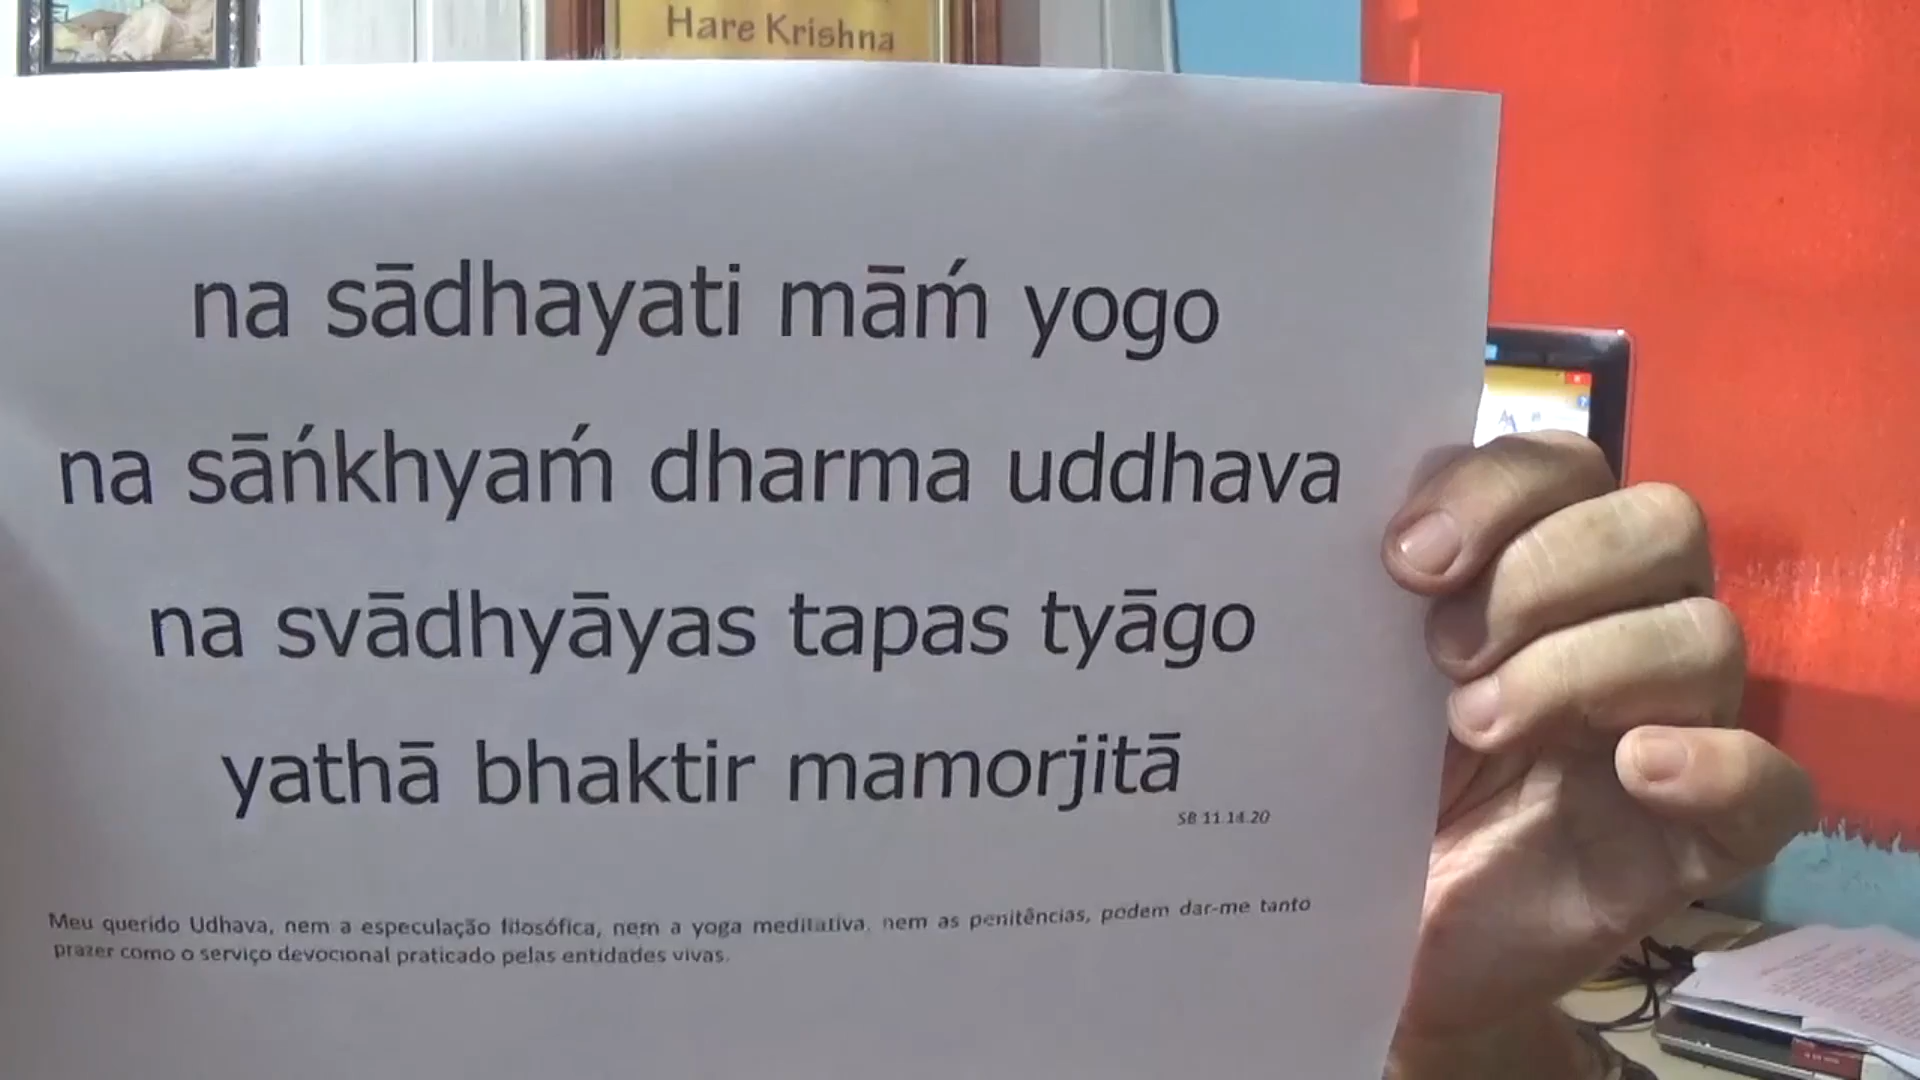 Hare Krishna
na sādhayati māḿ yogo
na sāńkhyaḿ dharma uddhava
na svādhyāyas tapas tyāgo
yathā bhaktir mamorjitā
SB 11.14.20
Meu querido Udhava, nem a especulação filosófica, nem a yoga meditativa, nem as penitências, podem dar-me tanto
prazer como o serviço devocional praticado pelas entidades vivas.